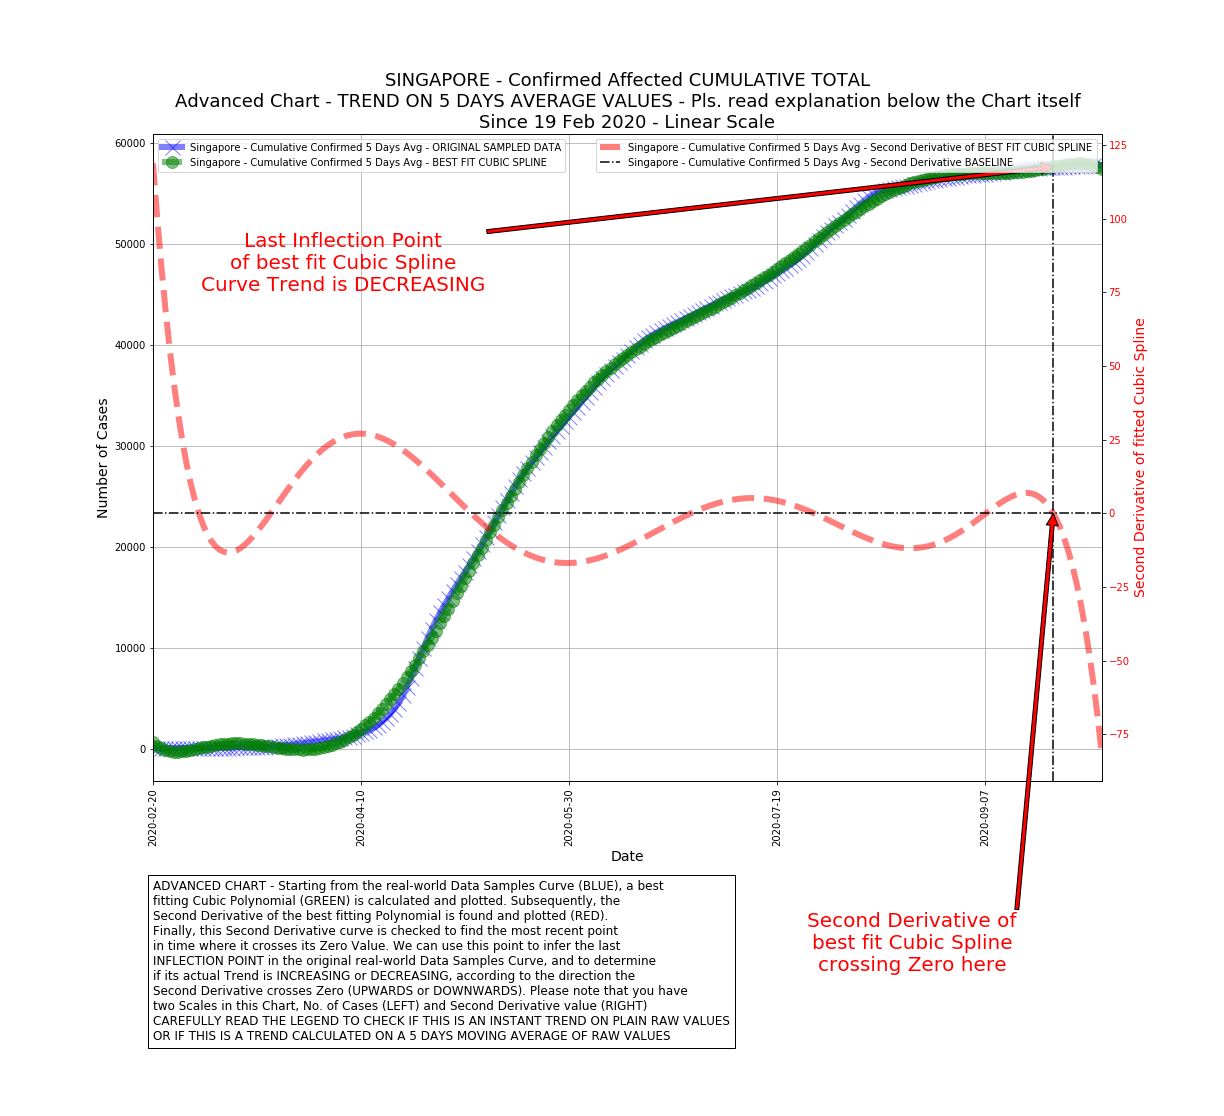 SINGAPORE - Confirmed Affected CUMULATIVE TOTAL
Advanced Chart - TREND ON 5 DAYS AVERAGE VALUES - Pls. read explanation below the Chart itself
Since 19 Feb 2020 - Linear Scale
Singapore - Cumulative Confirmed 5 Days Avg - ORIGINAL SAMPLED DATA
Singapore - Cumulative Confirmed 5 Days Avg - BEST FIT CUBIC SPLINE
Singapore - Cumulative Confirmed 5 Days Avg - Second Derivative of BEST FIT CUBIC SPLINE
Singapore - Cumulative Confirmed 5 Days Avg - Second Derivative BASELINE
Last Inflection Point
of best fit Cubic Spline
Curve Trend is DECREASING
Number of Cases
60000
50000
40000
30000
20000
10000
0
Second Derivative of fitted Cubic Spline
125
100
75
50
25
0
−25
−50
−75
2020-02-20
2020-04-10
2020-05-30
2020-07-19
2020-09-07
Date
ADVANCED CHART - Starting from the real-world Data Samples Curve (BLUE), a best
fitting Cubic Polynomial (GREEN) is calculated and plotted. Subsequently, the
Second Derivative of the best fitting Polynomial is found and plotted (RED).
Finally, this Second Derivative curve is checked to find the most recent point
in time where it crosses its Zero Value. We can use this point to infer the last
INFLECTION POINT in the original real-world Data Samples Curve, and to determine
if its actual Trend is INCREASING or DECREASING, according to the direction the
Second Derivative crosses Zero (UPWARDS or DOWNWARDS). Please note that you have
two Scales in this Chart, No. of Cases (LEFT) and Second Derivative value (RIGHT)
CAREFULLY READ THE LEGEND TO CHECK IF THIS IS AN INSTANT TREND ON PLAIN RAW VALUES
OR IF THIS IS A TREND CALCULATED ON A 5 DAYS MOVING AVERAGE OF RAW VALUES
Second Derivative of
best fit Cubic Spline
crossing Zero here